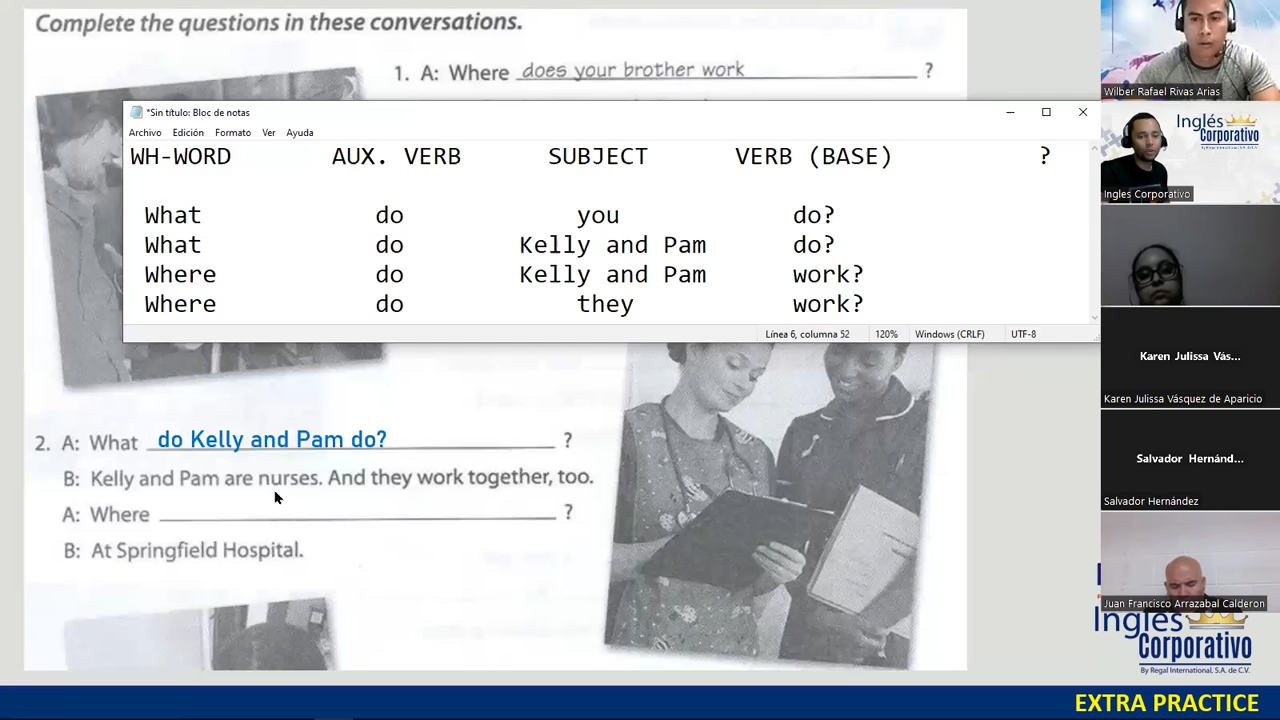 Complete the questions in these conversations.
1. A: Where does your brother work ?
*Sin título: Bloc de notas
Archivo Edición Formato Ver Ayuda
WH-WORD AUX. VERB SUBJECT VERB (BASE) ?
What do you do?
What do Kelly and Pam do?
Where do Kelly and Pam work?
Where do they work?
Línea 6, columna 52 120% Windows (CRLF) UTF-8
2. A: What do Kelly and Pam do? ?
B: Kelly and Pam are nurses. And they work together, too.
A: Where ?
B: At Springfield Hospital.
Wilber Rafael Rivas Arias
Inglés
Corporativo
By Regal International, S.A. de C.V.
Ingles Corporativo
Karen Julissa Vás...
Karen Julissa Vásquez de Aparicio
Salvador Hernánd...
Salvador Hernández
Juan Francisco Arrazabal Calderon
Inglés
Corporativo
By Regal International, S.A. de C.V.
EXTRA PRACTICE